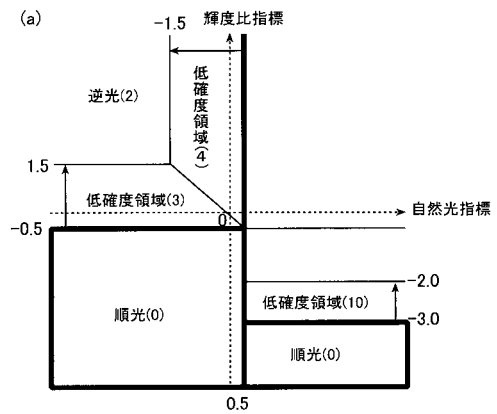 (a)
-1.5
輝度比指標
逆光(2)
低確度領域(4)
1.5
低確度領域(3)
0
自然光指標
-0.5
-2.0
低確度領域(10)
-3.0
順光(0)
順光(0)
0.5